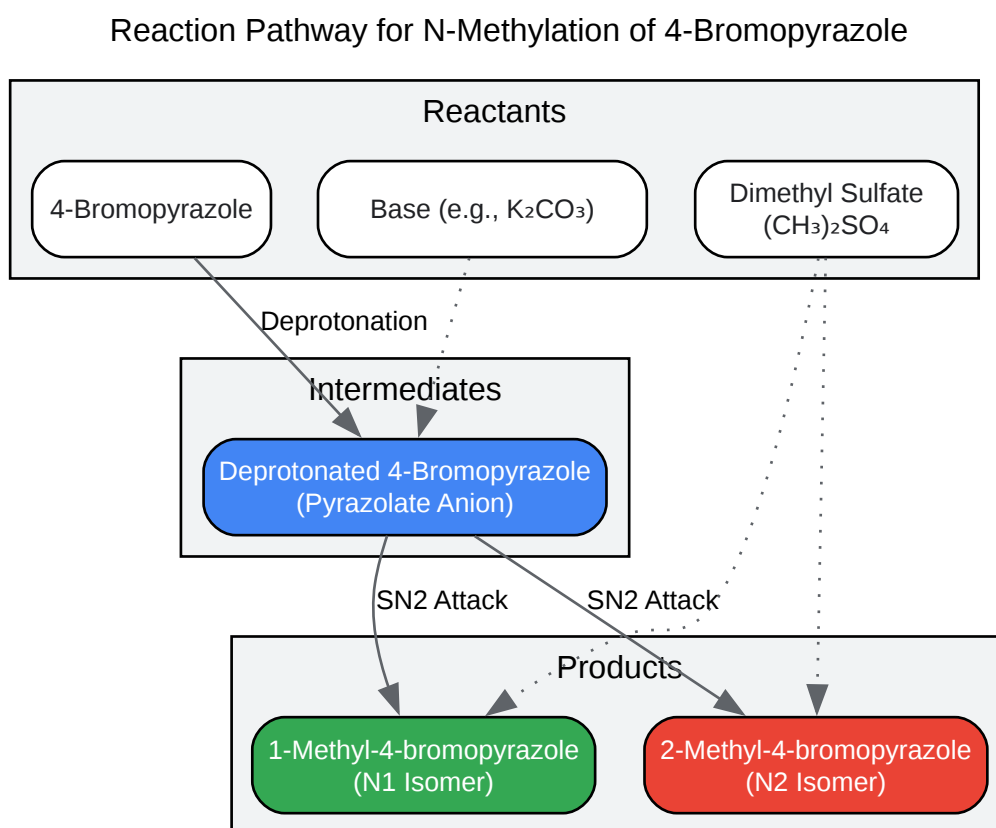 Reaction Pathway for N-Methylation of 4-Bromopyrazole
Reactants
4-Bromopyrazole
Base (e.g., K₂CO₃)
Dimethyl Sulfate
(CH₃)₂SO₄
Deprotonation
Intermediates
Deprotonated 4-Bromopyrazole
(Pyrazolate Anion)
SN2 Attack
SN2 Attack
Products
1-Methyl-4-bromopyrazole
(N1 Isomer)
2-Methyl-4-bromopyrazole
(N2 Isomer)